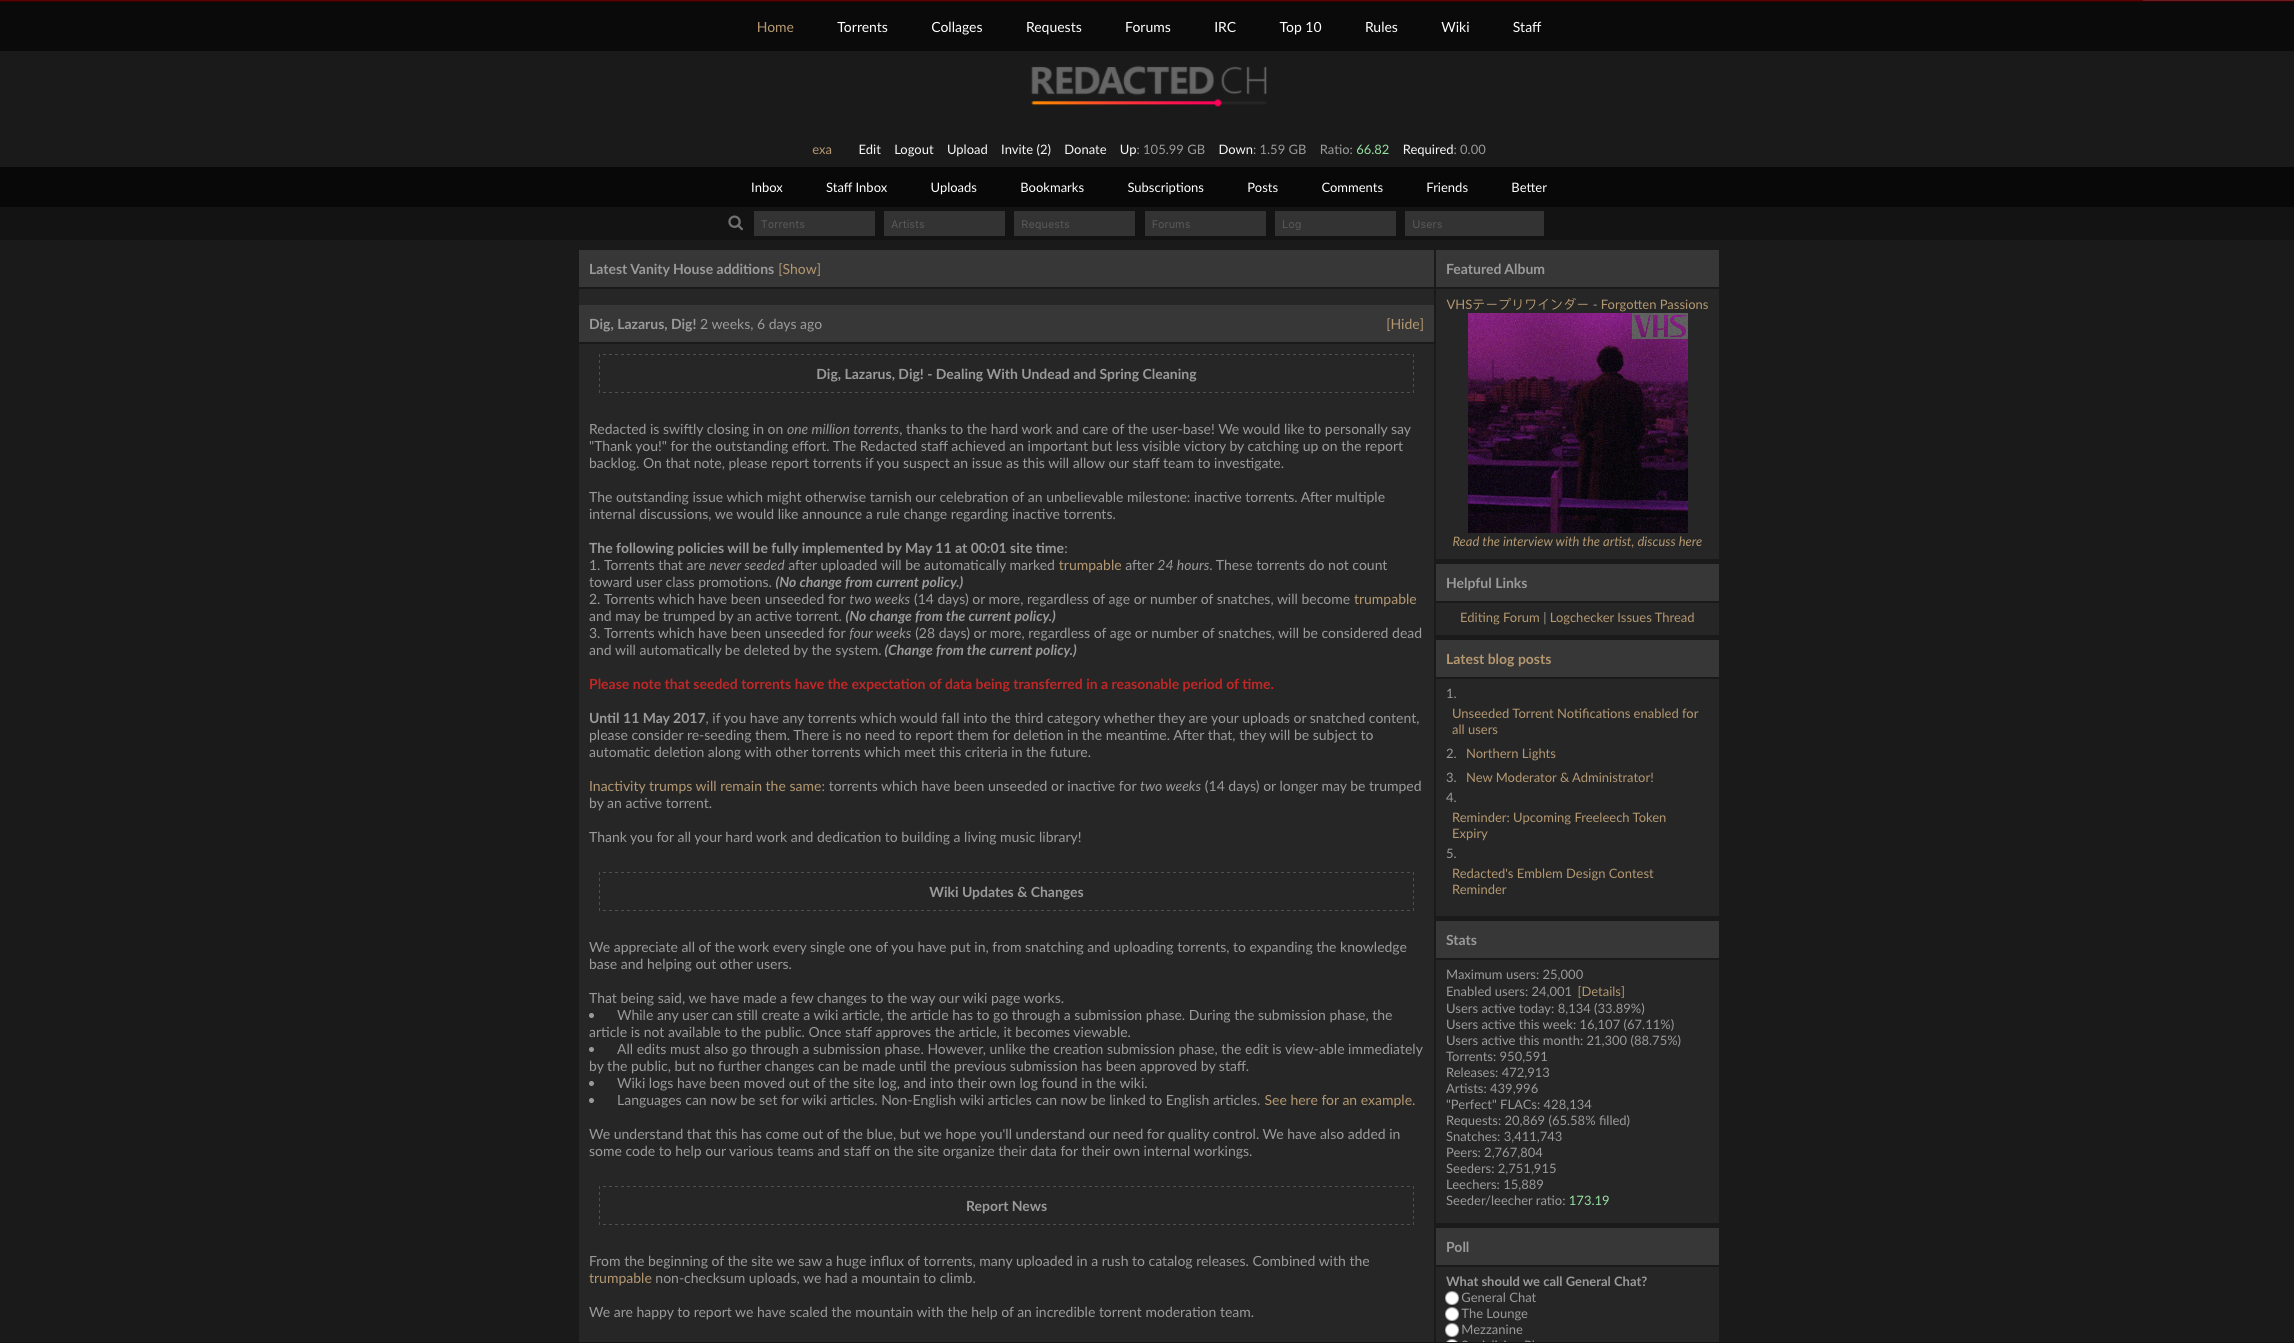 Home Torrents Collages Requests Forums IRC Top 10 Rules Wiki Staff
REDACTED CH
exa Edit Logout Upload Invite (2) Donate Up: 105.99 GB Down: 1.59 GB Ratio: 66.82 Required: 0.00
Inbox Staff Inbox Uploads Bookmarks Subscriptions Posts Comments Friends Better
Torrents Artists Requests Forums Log Users
Latest Vanity House additions [Show]
Dig, Lazarus, Dig! 2 weeks, 6 days ago [Hide]
Dig, Lazarus, Dig! - Dealing With Undead and Spring Cleaning
Redacted is swiftly closing in on one million torrents, thanks to the hard work and care of the user-base! We would like to personally say
"Thank you!" for the outstanding effort. The Redacted staff achieved an important but less visible victory by catching up on the report
backlog. On that note, please report torrents if you suspect an issue as this will allow our staff team to investigate.
The outstanding issue which might otherwise tarnish our celebration of an unbelievable milestone: inactive torrents. After multiple
internal discussions, we would like announce a rule change regarding inactive torrents.
The following policies will be fully implemented by May 11 at 00:01 site time:
1. Torrents that are never seeded after uploaded will be automatically marked trumpable after 24 hours. These torrents do not count
toward user class promotions. (No change from current policy.)
2. Torrents which have been unseeded for two weeks (14 days) or more, regardless of age or number of snatches, will become trumpable
and may be trumped by an active torrent. (No change from the current policy.)
3. Torrents which have been unseeded for four weeks (28 days) or more, regardless of age or number of snatches, will be considered dead
and will automatically be deleted by the system. (Change from the current policy.)
Please note that seeded torrents have the expectation of data being transferred in a reasonable period of time.
Until 11 May 2017, if you have any torrents which would fall into the third category whether they are your uploads or snatched content,
please consider re-seeding them. There is no need to report them for deletion in the meantime. After that, they will be subject to
automatic deletion along with other torrents which meet this criteria in the future.
Inactivity trumps will remain the same: torrents which have been unseeded or inactive for two weeks (14 days) or longer may be trumped
by an active torrent.
Thank you for all your hard work and dedication to building a living music library!
Wiki Updates & Changes
We appreciate all of the work every single one of you have put in, from snatching and uploading torrents, to expanding the knowledge
base and helping out other users.
That being said, we have made a few changes to the way our wiki page works.
• While any user can still create a wiki article, the article has to go through a submission phase. During the submission phase, the
article is not available to the public. Once staff approves the article, it becomes viewable.
• All edits must also go through a submission phase. However, unlike the creation submission phase, the edit is view-able immediately
by the public, but no further changes can be made until the previous submission has been approved by staff.
• Wiki logs have been moved out of the site log, and into their own log found in the wiki.
• Languages can now be set for wiki articles. Non-English wiki articles can now be linked to English articles. See here for an example.
We understand that this has come out of the blue, but we hope you'll understand our need for quality control. We have also added in
some code to help our various teams and staff on the site organize their data for their own internal workings.
Report News
From the beginning of the site we saw a huge influx of torrents, many uploaded in a rush to catalog releases. Combined with the
trumpable non-checksum uploads, we had a mountain to climb.
We are happy to report we have scaled the mountain with the help of an incredible torrent moderation team.
Featured Album
VHSテープリワインダー - Forgotten Passions
VHS
Read the interview with the artist, discuss here
Helpful Links
Editing Forum | Logchecker Issues Thread
Latest blog posts
1.
Unseeded Torrent Notifications enabled for
all users
2. Northern Lights
3. New Moderator & Administrator!
4.
Reminder: Upcoming Freeleech Token
Expiry
5.
Redacted's Emblem Design Contest
Reminder
Stats
Maximum users: 25,000
Enabled users: 24,001 [Details]
Users active today: 8,134 (33.89%)
Users active this week: 16,107 (67.11%)
Users active this month: 21,300 (88.75%)
Torrents: 950,591
Releases: 472,913
Artists: 439,996
"Perfect" FLACs: 428,134
Requests: 20,869 (65.58% filled)
Snatches: 3,411,743
Peers: 2,767,804
Seeders: 2,751,915
Leechers: 15,889
Seeder/leecher ratio: 173.19
Poll
What should we call General Chat?
General Chat
The Lounge
Mezzanine